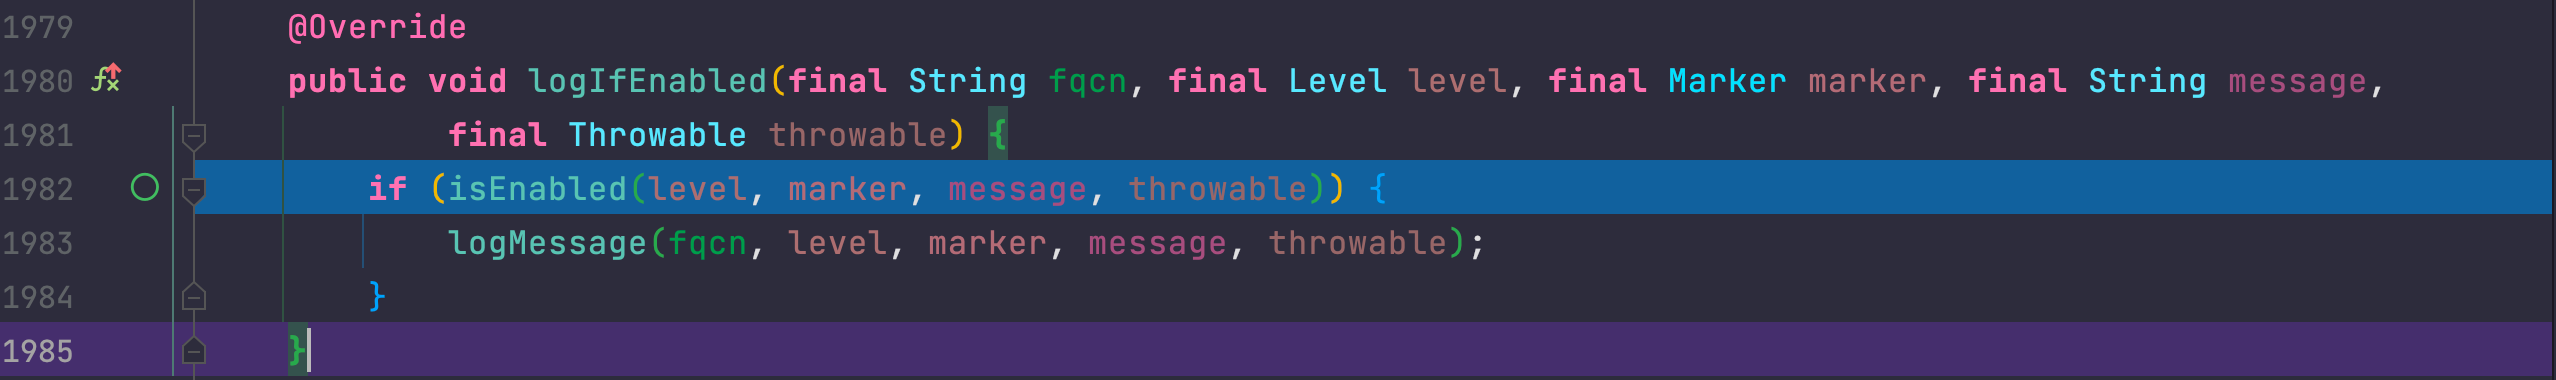 1979 @Override
1980 public void logIfEnabled(final String fqcn, final Level level, final Marker marker, final String message,
1981 final Throwable throwable) {
1982 if (isEnabled(level, marker, message, throwable)) {
1983 logMessage(fqcn, level, marker, message, throwable);
1984 }
1985 }